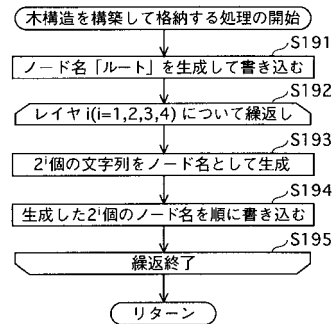 木構造を構築して格納する処理の開始
S191
ノード名「ルート」を生成して書き込む
S192
レイヤi(i=1,2,3,4)について繰返し
S193
2ⁱ個の文字列をノード名として生成
S194
生成した2ⁱ個のノード名を順に書き込む
S195
繰返終了
リターン